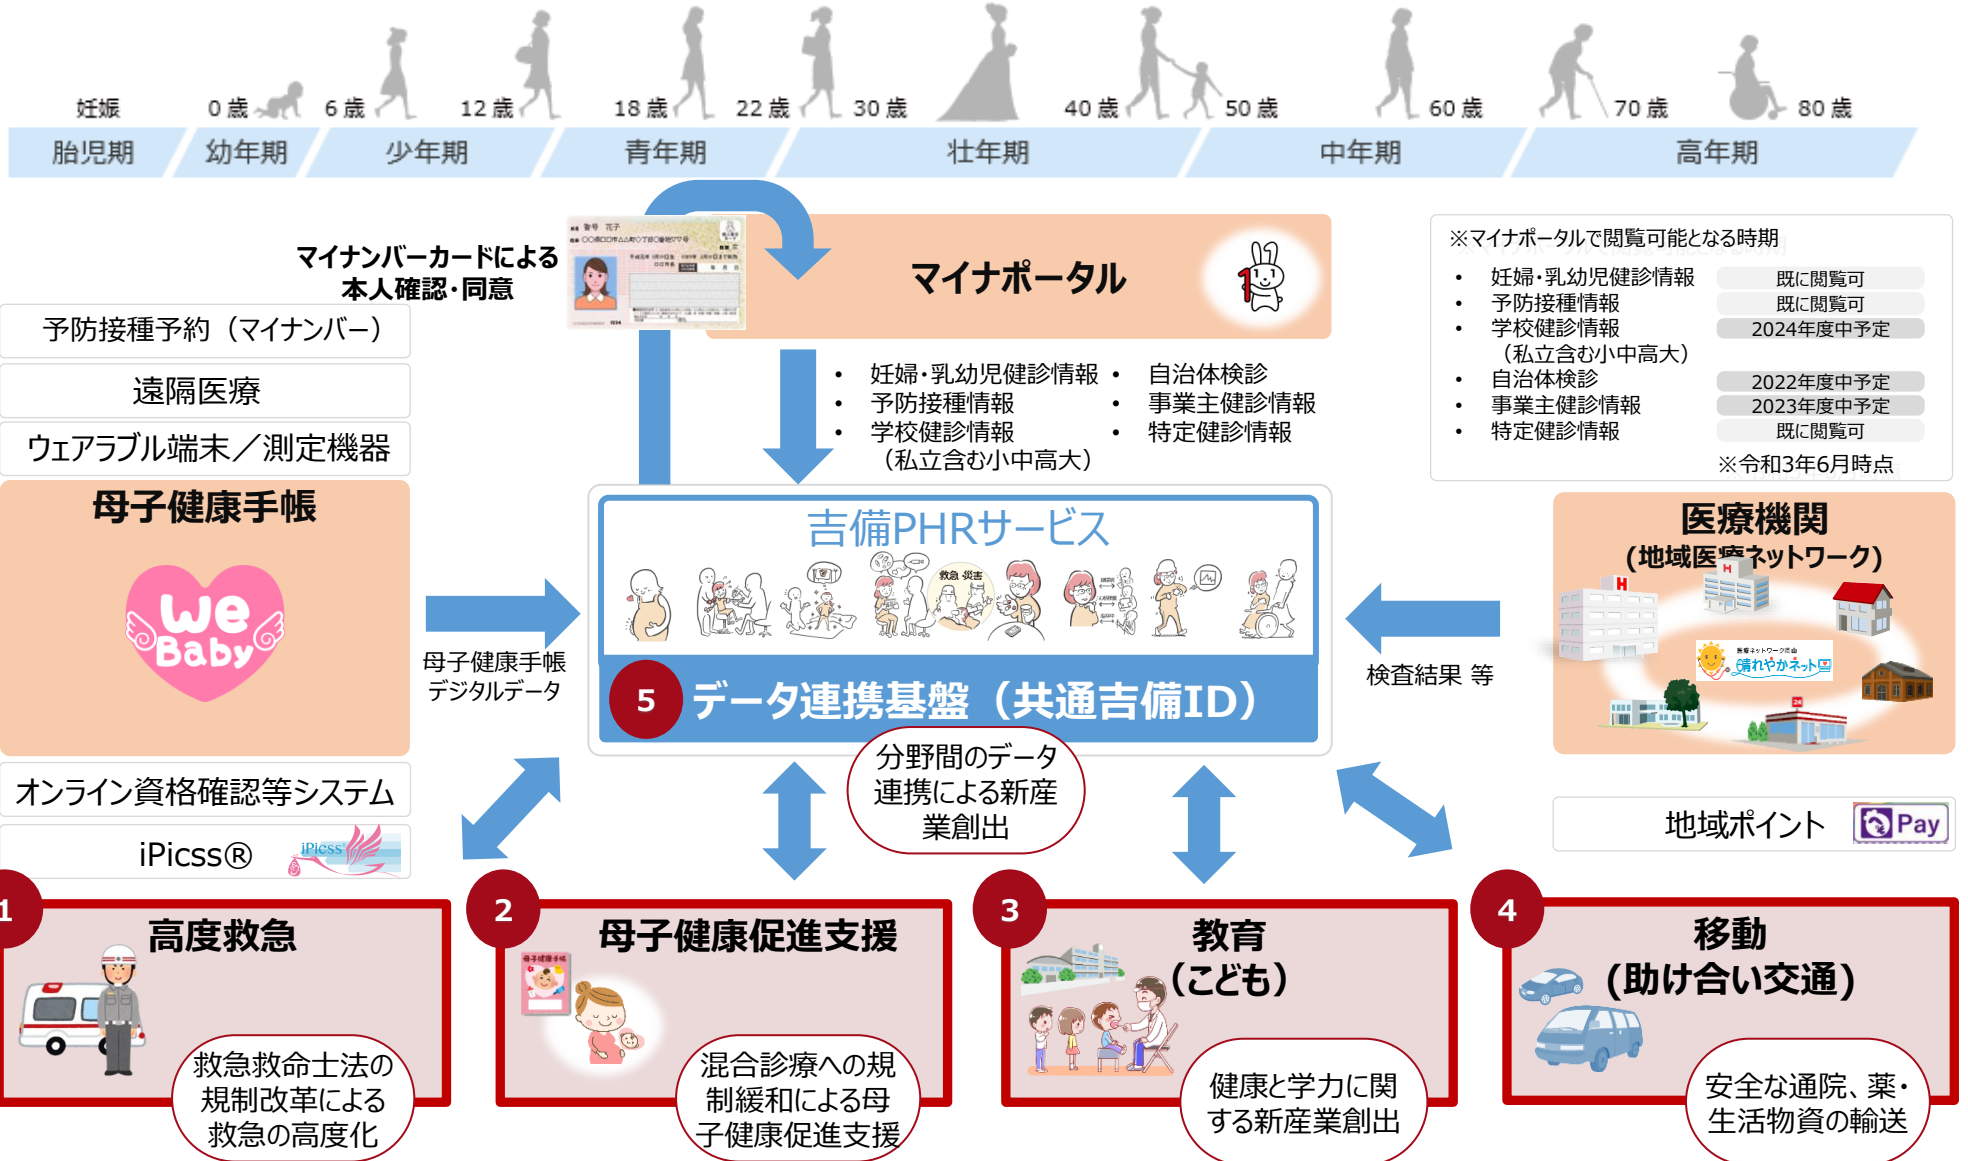 妊娠
0歳
6歳
12歳
18歳
22歳
30歳
40歳
50歳
60歳
70歳
80歳
胎児期
幼年期
少年期
青年期
壮年期
中年期
高年期
マイナンバーカードによる
本人確認・同意
番号 花子
マイナポータル
1
※マイナポータルで閲覧可能となる時期
• 妊婦・乳幼児健診情報 既に閲覧可
• 予防接種情報 既に閲覧可
• 学校健診情報 2024年度中予定
（私立含む小中高大）
• 自治体検診 2022年度中予定
• 事業主健診情報 2023年度中予定
• 特定健診情報 既に閲覧可
※令和3年6月時点
予防接種予約（マイナンバー）
遠隔医療
ウェアラブル端末／測定機器
母子健康手帳
We
Baby
オンライン資格確認等システム
iPicss®
iPicss
• 妊婦・乳幼児健診情報
• 予防接種情報
• 学校健診情報
（私立含む小中高大）
• 自治体検診
• 事業主健診情報
• 特定健診情報
母子健康手帳
デジタルデータ
吉備PHRサービス
救急 災害
5
データ連携基盤（共通吉備ID）
分野間のデータ
連携による新産
業創出
検査結果 等
医療機関
(地域医療ネットワーク)
H
H
医療ネットワーク岡山
晴れやかネット
24
地域ポイント
Pay
1
高度救急
救急救命士法の
規制改革による
救急の高度化
2
母子健康促進支援
母子健康手帳
混合診療への規
制緩和による母
子健康促進支援
3
教育
（こども）
健康と学力に関
する新産業創出
4
移動
(助け合い交通)
安全な通院、薬・
生活物資の輸送